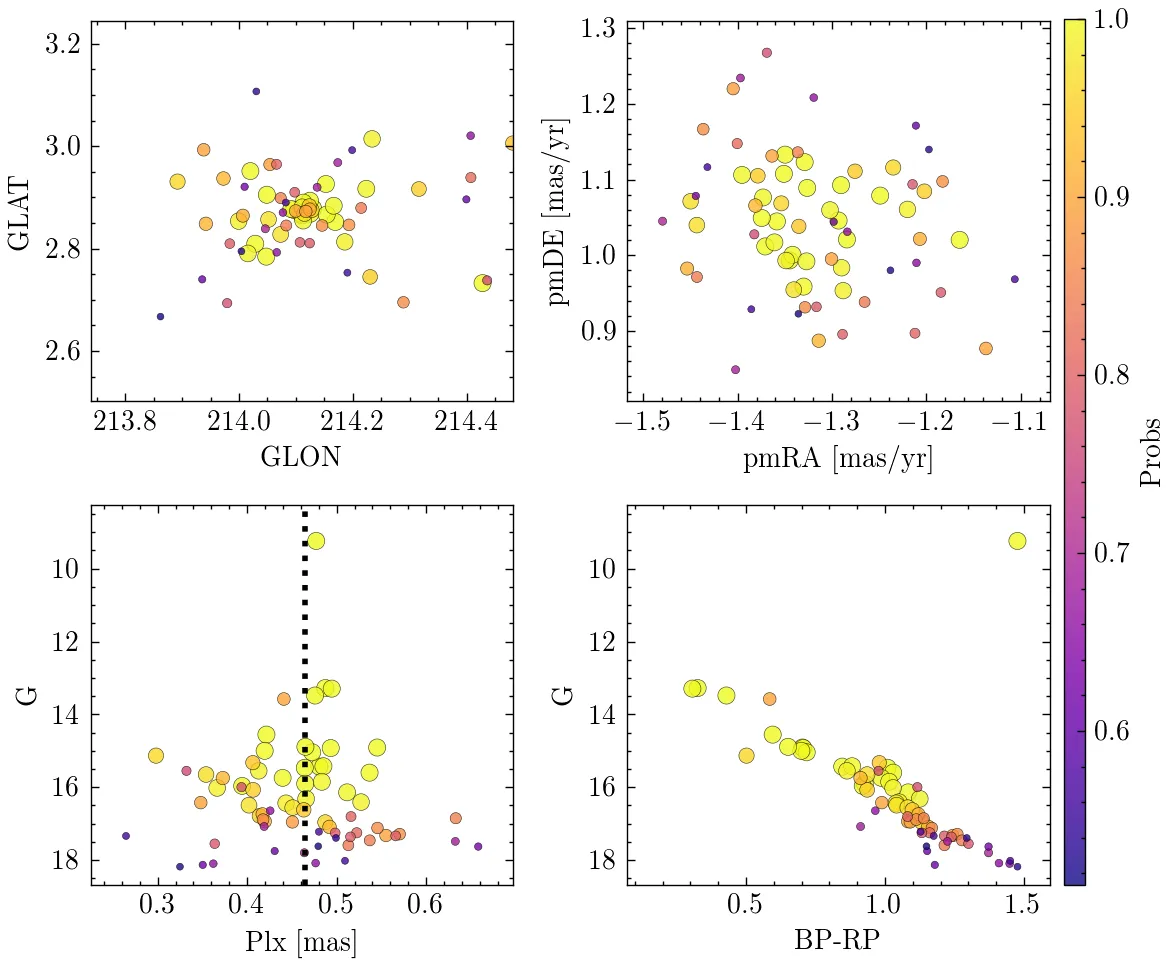 3.2
3.0
2.8
2.6
GLAT
213.8 214.0 214.2 214.4
GLON
1.3
1.2
1.1
1.0
0.9
pmDE [mas/yr]
−1.5 −1.4 −1.3 −1.2 −1.1
pmRA [mas/yr]
1.0
0.9
0.8
0.7
0.6
Probs
10
12
14
16
18
G
0.3 0.4 0.5 0.6
Plx [mas]
10
12
14
16
18
G
0.5 1.0 1.5
BP-RP